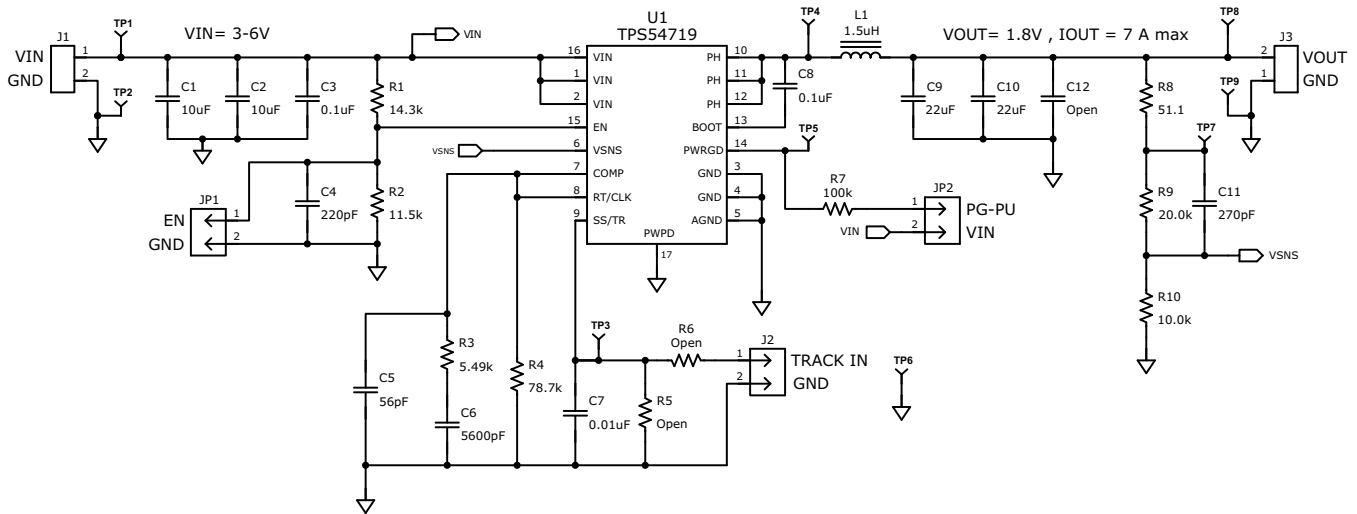 TP1
VIN= 3-6V
VIN
U1
TPS54719
TP4
L1
1.5uH
VOUT= 1.8V , IOUT = 7 A max
TP8
J1
VIN 1
GND 2
TP2
C1
10uF
C2
10uF
C3
0.1uF
R1
14.3k
16 VIN
1 VIN
2 VIN
15 EN
6 VSNS
7 COMP
8 RT/CLK
9 SS/TR
PWPD
17
PH 10
PH 11
PH 12
BOOT 13
PWRGD 14
GND 3
GND 4
AGND 5
C8
0.1uF
TP5
C9
22uF
C10
22uF
C12
Open
R8
51.1
TP9
J3
2 VOUT
1 GND
TP7
VSNS
JP1
EN 1
GND 2
C4
220pF
R2
11.5k
R7
100k
JP2
1 PG-PU
VIN 2 VIN
R9
20.0k
C11
270pF
VSNS
R10
10.0k
C5
56pF
R3
5.49k
C6
5600pF
R4
78.7k
TP3
C7
0.01uF
R5
Open
R6
Open
J2
1 TRACK IN
2 GND
TP6